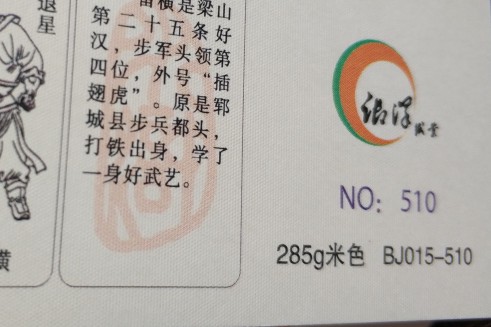 退星
雷横是梁山
第二十五条好
汉，步军头领第
四位，外号“插
翅虎”。原是郓
城县步兵都头，
打铁出身，学了
一身好武艺。
横
NO: 510
285g米色 BJ015-510